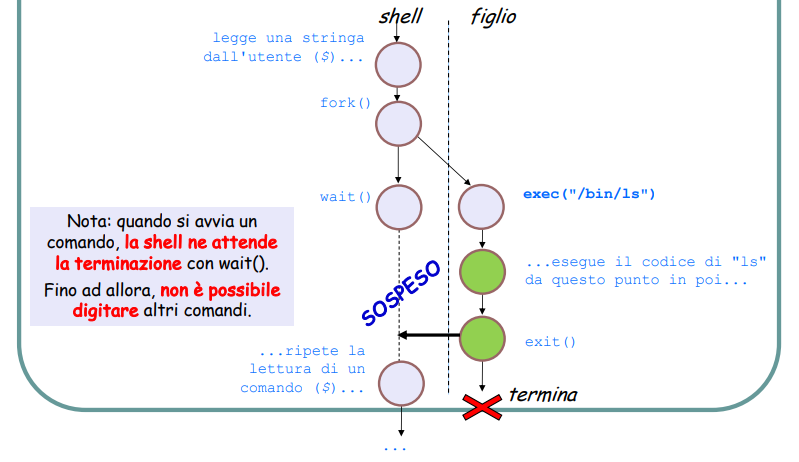 shell
figlio
legge una stringa
dall'utente ($)...
fork()
wait()
exec("/bin/ls")
Nota: quando si avvia un
comando, la shell ne attende
la terminazione con wait().
Fino ad allora, non è possibile
digitare altri comandi.
...esegue il codice di "ls"
da questo punto in poi...
SOSPESO
exit()
...ripete la
lettura di un
comando ($)...
termina
...